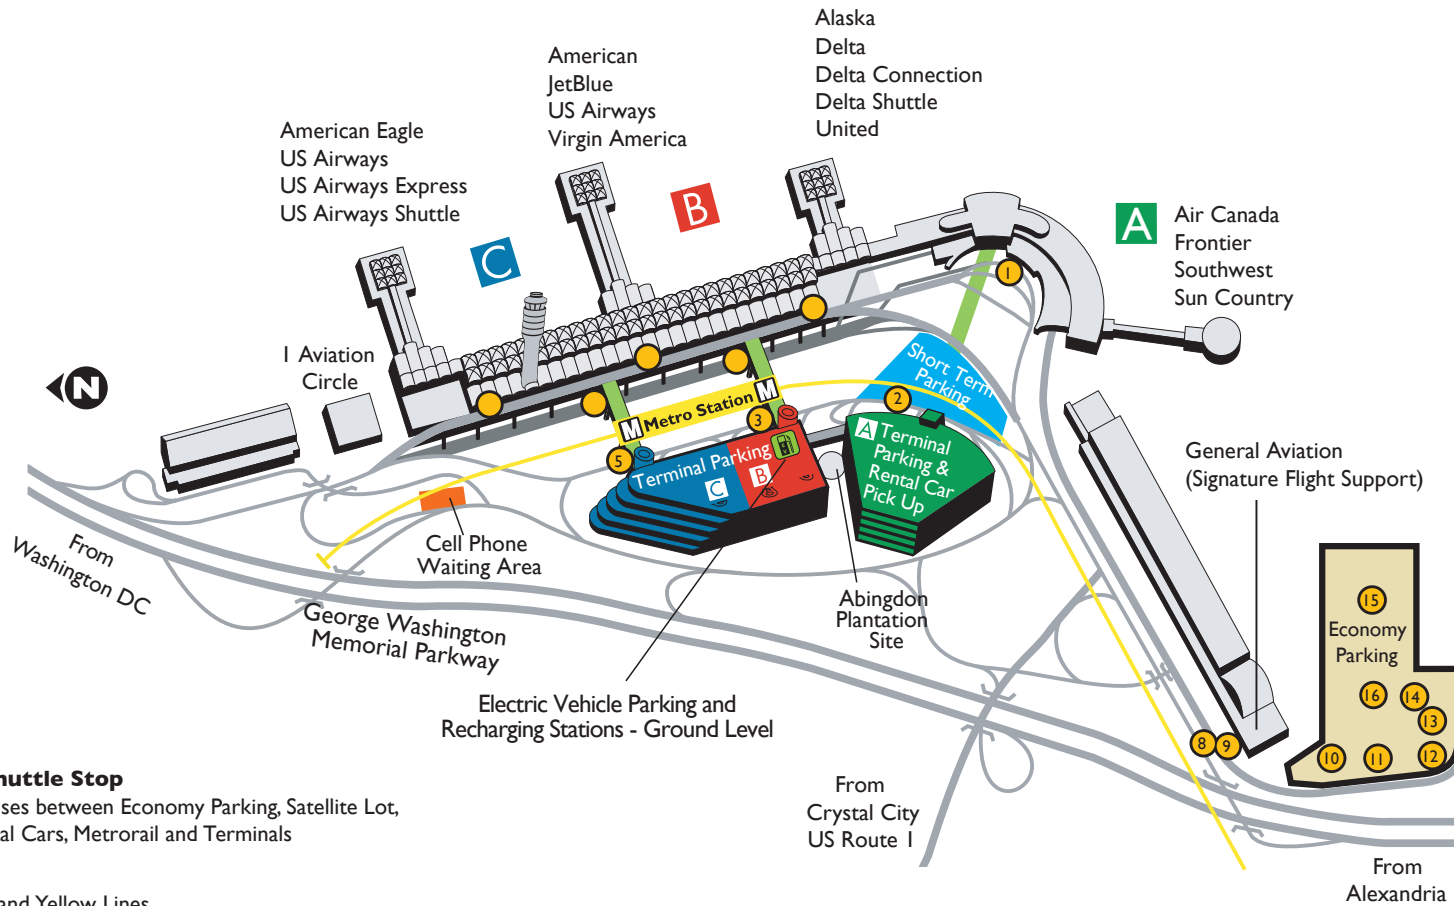 Alaska
Delta
Delta Connection
Delta Shuttle
United
American
JetBlue
US Airways
Virgin America
American Eagle
US Airways
US Airways Express
US Airways Shuttle
B
A
Air Canada
Frontier
Southwest
Sun Country
C
1
1 Aviation
Circle
N
Short Term
Parking
2
M Metro Station M
3
5
Terminal Parking
C
B
A Terminal
Parking &
Rental Car
Pick Up
General Aviation
(Signature Flight Support)
From
Washington DC
Cell Phone
Waiting Area
Abingdon
Plantation
Site
George Washington
Memorial Parkway
15
Economy
Parking
16
14
13
12
11
10
8
9
Electric Vehicle Parking and
Recharging Stations - Ground Level
huttle Stop
ses between Economy Parking, Satellite Lot,
al Cars, Metrorail and Terminals
From
Crystal City
US Route 1
From
Alexandria
and Yellow Lines